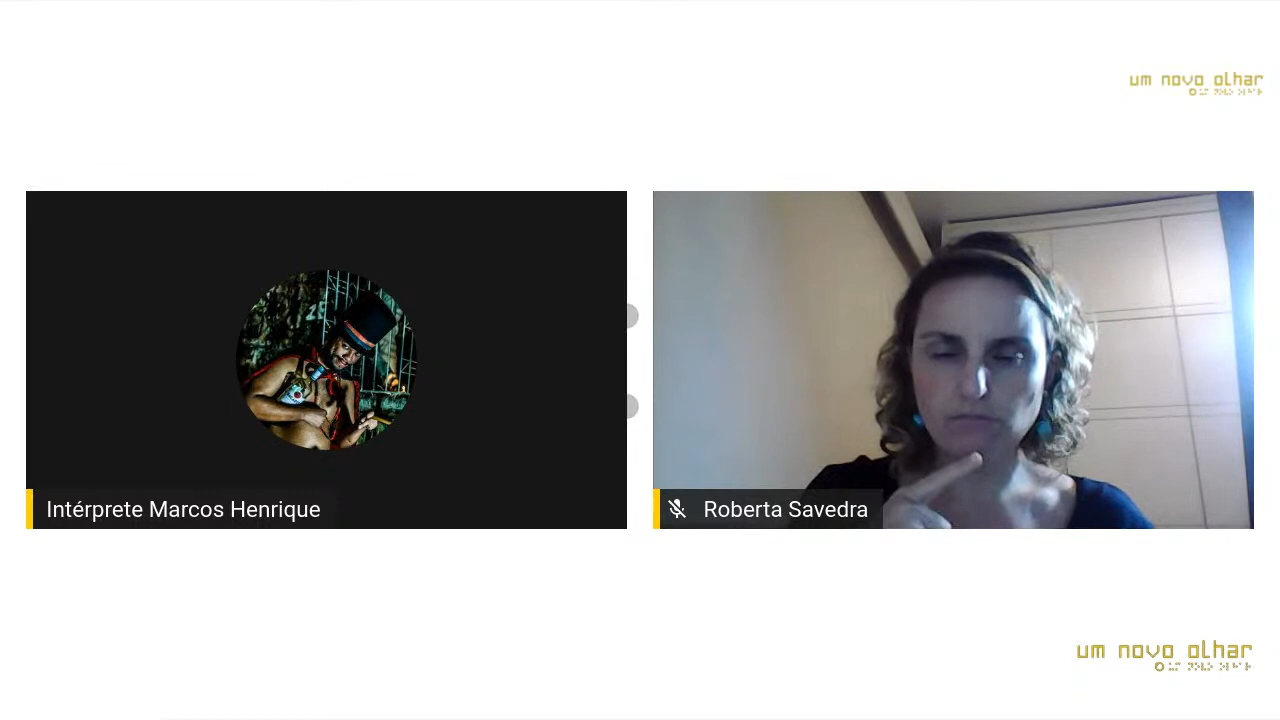 um novo olhar
Intérprete Marcos Henrique
Roberta Savedra
um novo olhar